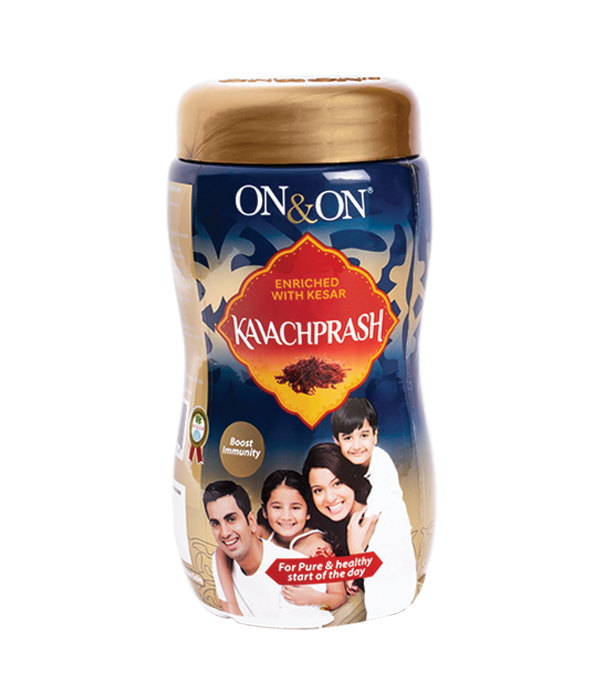 ON&ON®
ENRICHED
WITH KESAR
KAVACHPRASH
Boost
Immunity
For Pure & healthy
start of the day